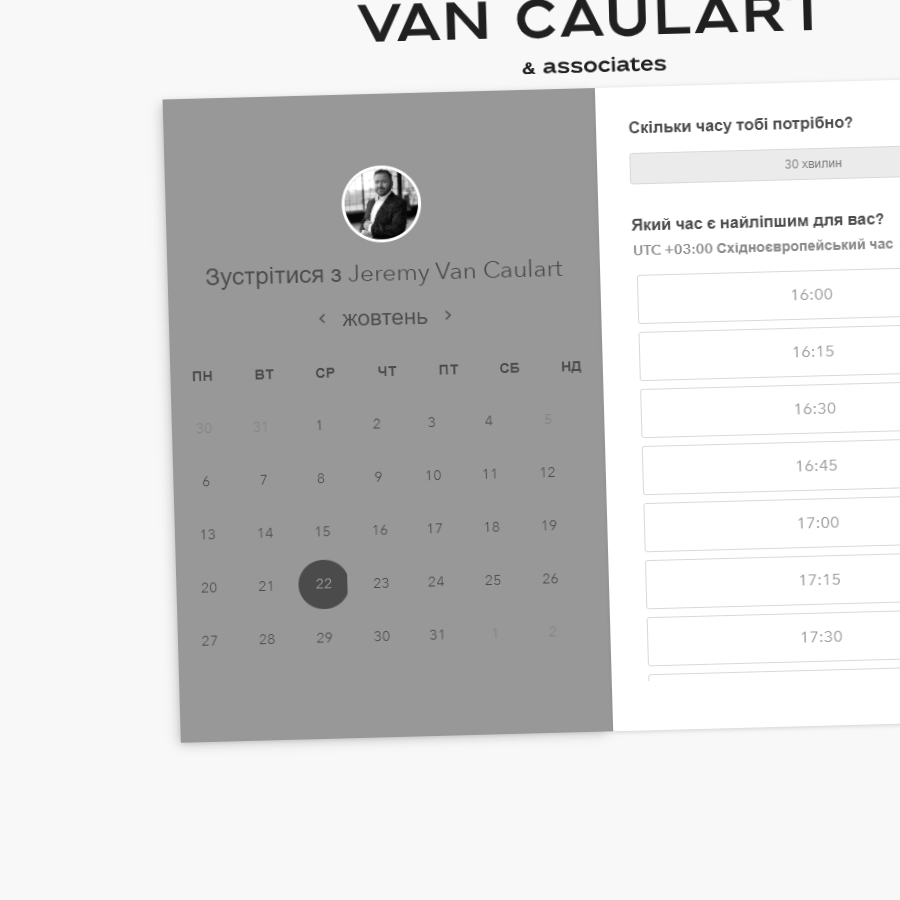 VAN CAULART
& associates
Зустрітися з Jeremy Van Caulart
жовтень
ПН ВТ СР ЧТ ПТ СБ НД
30 31 1 2 3 4 5
6 7 8 9 10 11 12
13 14 15 16 17 18 19
20 21 22 23 24 25 26
27 28 29 30 31 1 2
Скільки часу тобі потрібно?
30 хвилин
Який час є найліпшим для вас?
UTC +03:00 Східноєвропейський час
16:00
16:15
16:30
16:45
17:00
17:15
17:30